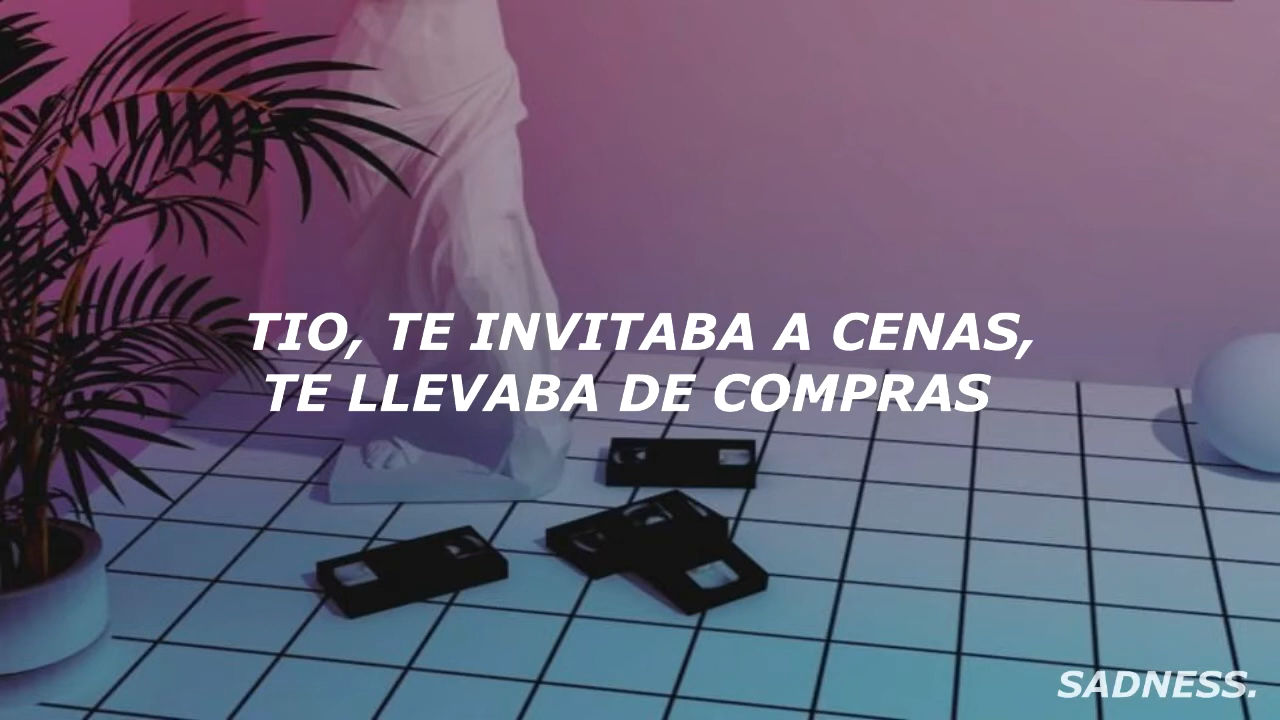 TIO, TE INVITABA A CENAS,
TE LLEVABA DE COMPRAS
SADNESS.